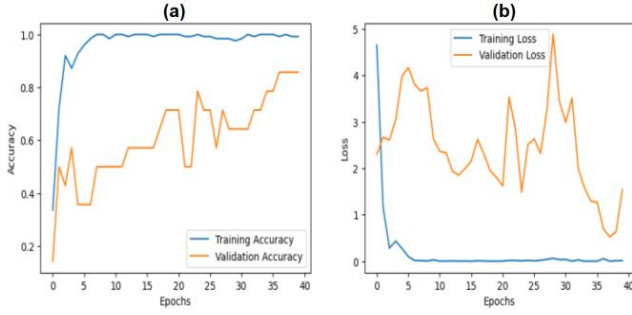 (a)
1.0
0.8
0.6
0.4
0.2
Accuracy
0 5 10 15 20 25 30 35 40
Epochs
Training Accuracy
Validation Accuracy
(b)
5
4
3
2
1
0
Loss
0 5 10 15 20 25 30 35 40
Epochs
Training Loss
Validation Loss